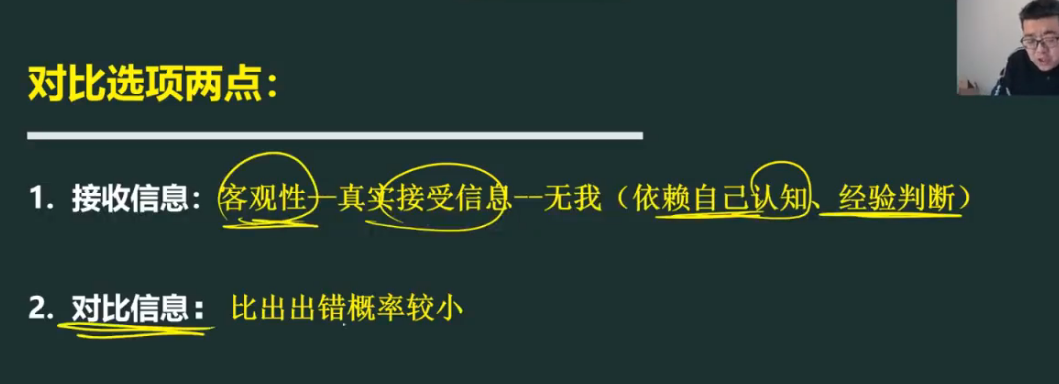 对比选项两点：
1. 接收信息：客观性—真实接受信息--无我（依赖自己认知、经验判断）
2. 对比信息：比出出错概率较小